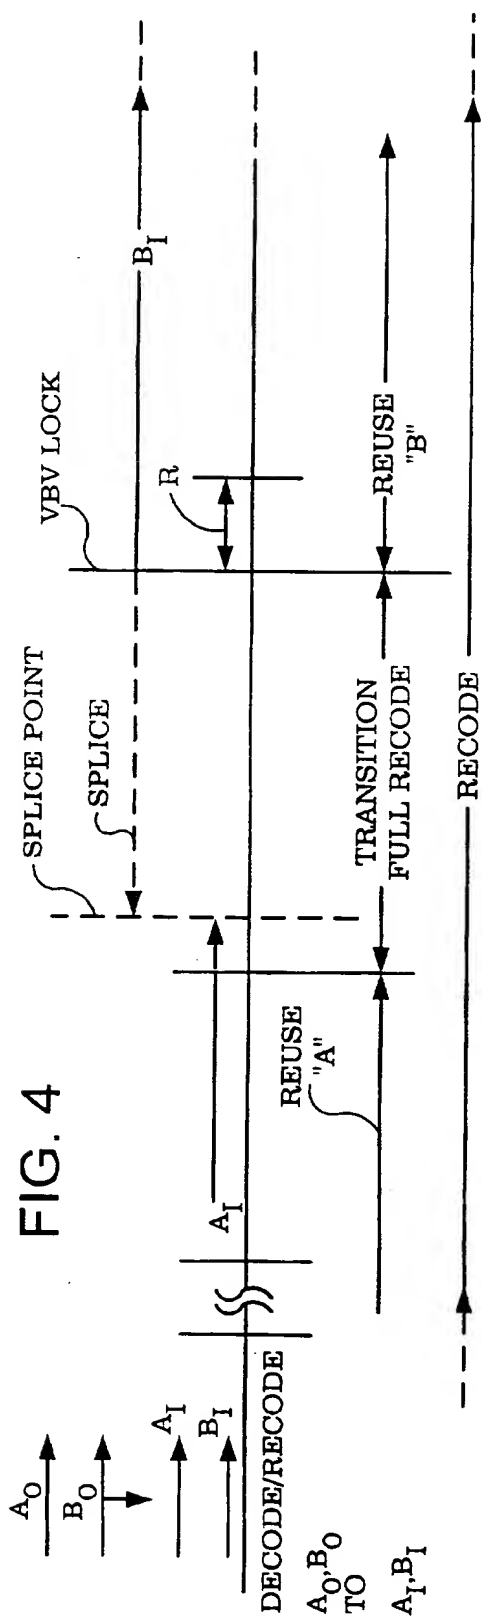 FIG. 4
A_O
B_O
A_I
B_I
DECODE/RECODE
A_O,B_O
TO
A_I,B_I
A_I
REUSE
"A"
SPLICE POINT
SPLICE
TRANSITION
FULL RECODE
VBV LOCK
R
B_I
REUSE
"B"
RECODE